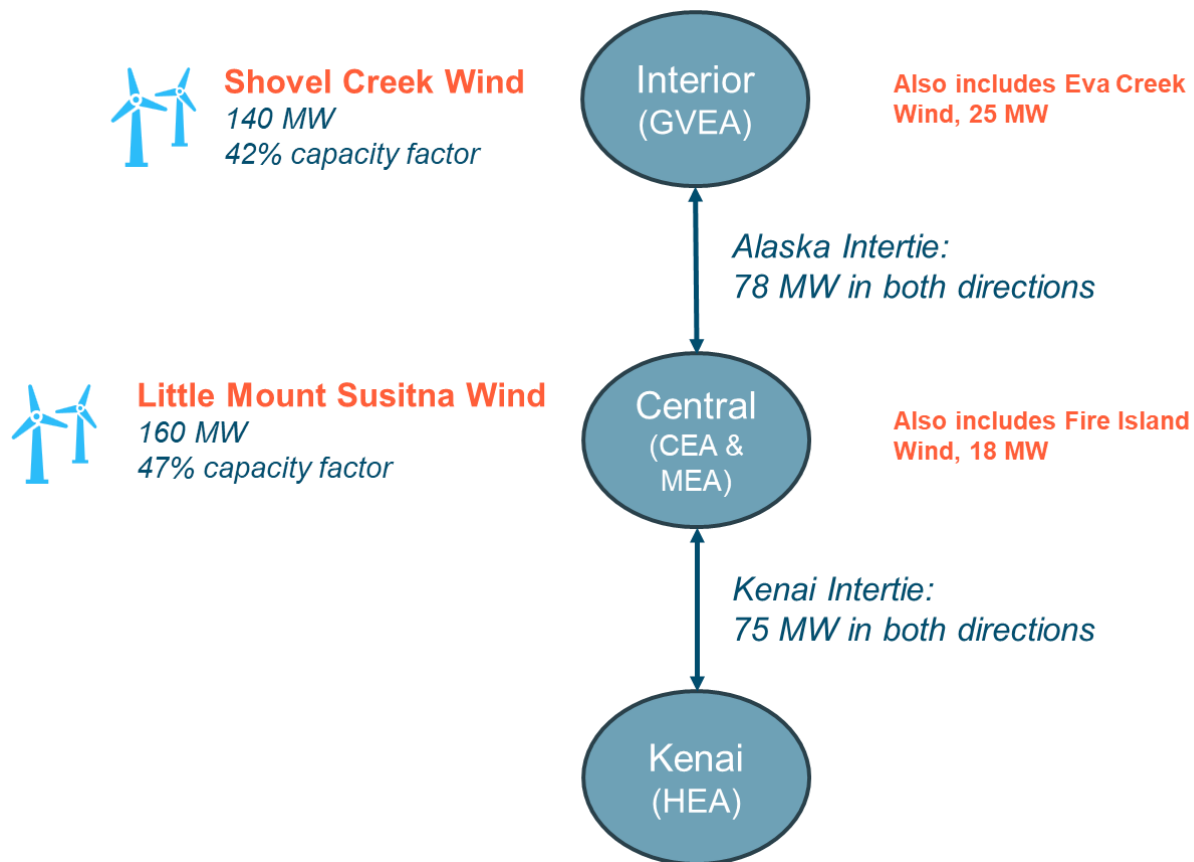 Shovel Creek Wind
140 MW
42% capacity factor
Interior
(GVEA)
Also includes Eva Creek
Wind, 25 MW
Alaska Intertie:
78 MW in both directions
Little Mount Susitna Wind
160 MW
47% capacity factor
Central
(CEA &
MEA)
Also includes Fire Island
Wind, 18 MW
Kenai Intertie:
75 MW in both directions
Kenai
(HEA)